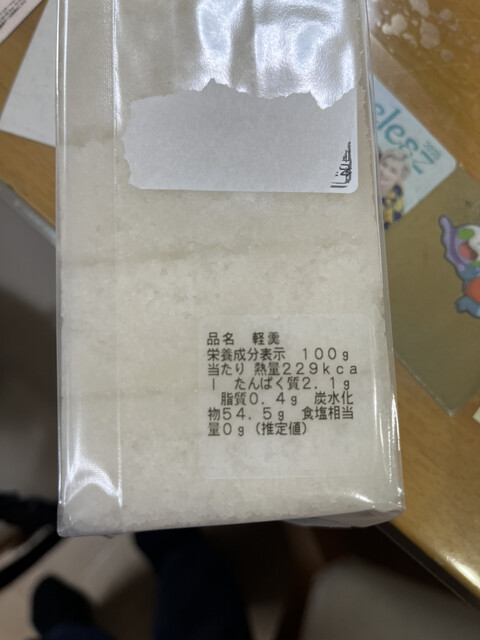 品名 軽羹
栄養成分表示 100g
当たり 熱量229kca
l たんぱく質2.1g
脂質0.4g 炭水化
物54.5g 食塩相当
量0g(推定値)